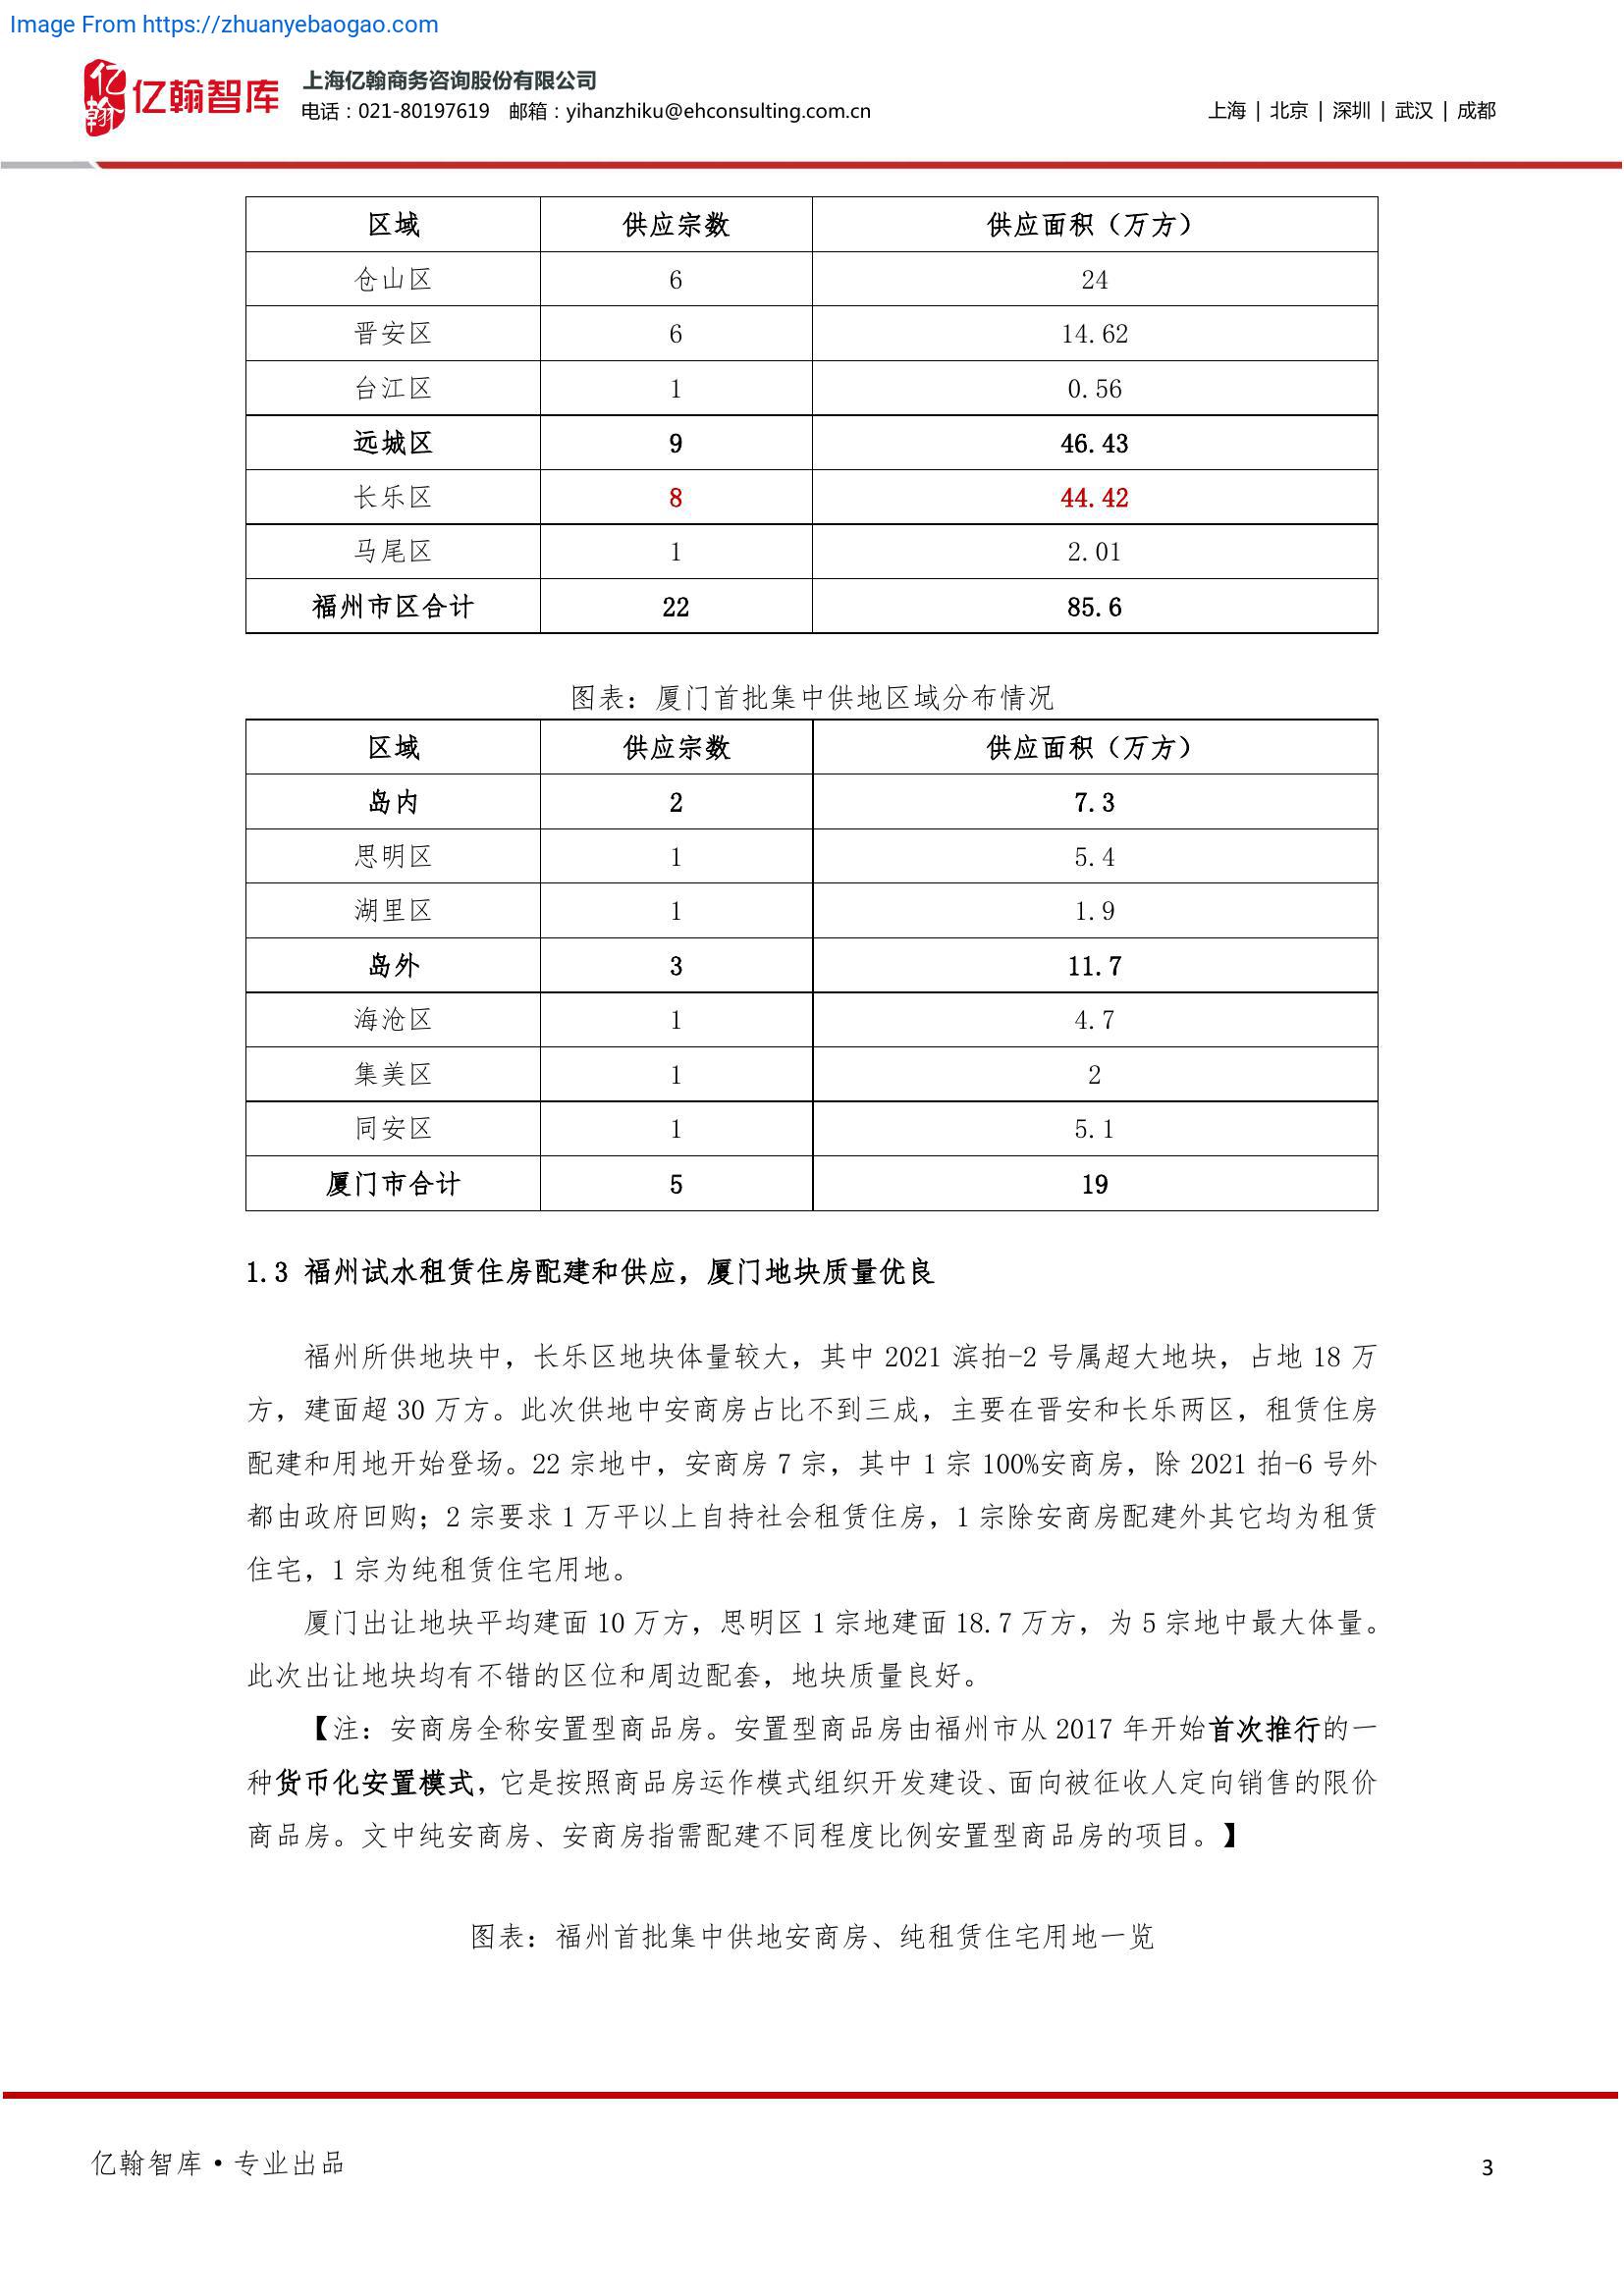 Image From https://zhuanyebaogao.com
亿翰
亿翰智库
上海亿翰商务咨询股份有限公司
电话：021-80197619 邮箱：yihanzhiku@ehconsulting.com.cn
上海 | 北京 | 深圳 | 武汉 | 成都
区域 供应宗数 供应面积（万方）
仓山区 6 24
晋安区 6 14.62
台江区 1 0.56
远城区 9 46.43
长乐区 8 44.42
马尾区 1 2.01
福州市区合计 22 85.6
图表：厦门首批集中供地区域分布情况
区域 供应宗数 供应面积（万方）
岛内 2 7.3
思明区 1 5.4
湖里区 1 1.9
岛外 3 11.7
海沧区 1 4.7
集美区 1 2
同安区 1 5.1
厦门市合计 5 19
1.3 福州试水租赁住房配建和供应，厦门地块质量优良
福州所供地块中，长乐区地块体量较大，其中 2021 滨拍-2 号属超大地块，占地 18 万
方，建面超 30 万方。此次供地中安商房占比不到三成，主要在晋安和长乐两区，租赁住房
配建和用地开始登场。22 宗地中，安商房 7 宗，其中 1 宗 100%安商房，除 2021 拍-6 号外
都由政府回购；2 宗要求 1 万平以上自持社会租赁住房，1 宗除安商房配建外其它均为租赁
住宅，1 宗为纯租赁住宅用地。
厦门出让地块平均建面 10 万方，思明区 1 宗地建面 18.7 万方，为 5 宗地中最大体量。
此次出让地块均有不错的区位和周边配套，地块质量良好。
【注：安商房全称安置型商品房。安置型商品房由福州市从 2017 年开始首次推行的一
种货币化安置模式，它是按照商品房运作模式组织开发建设、面向被征收人定向销售的限价
商品房。文中纯安商房、安商房指需配建不同程度比例安置型商品房的项目。】
图表：福州首批集中供地安商房、纯租赁住宅用地一览
亿翰智库·专业出品
3